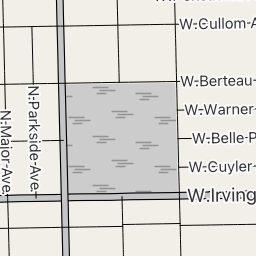 W. Cullom A
W. Berteau
W. Warner
W. Belle P
W. Cuyler
W. Irving
N. Parkside Ave.
N. Major Ave.